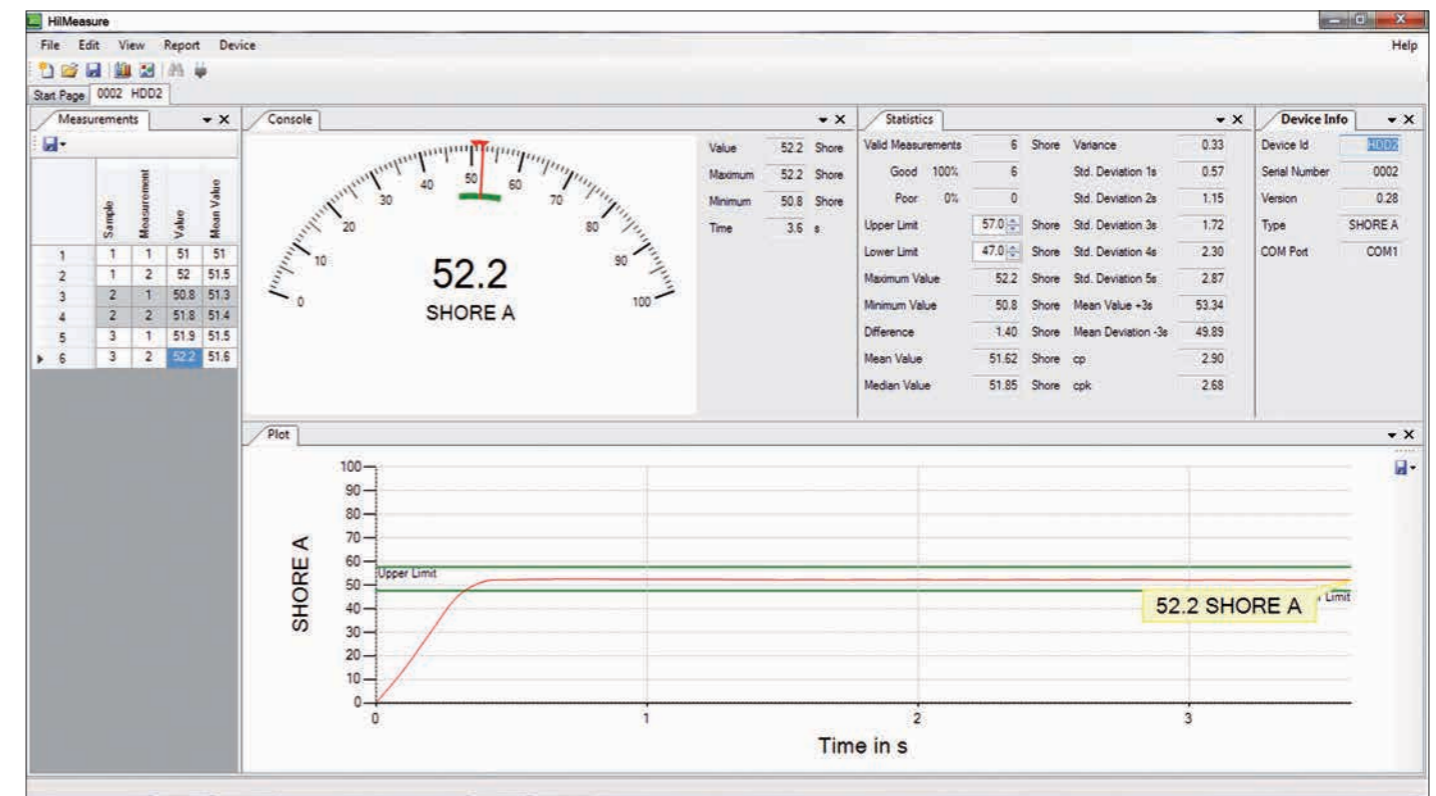 HilMeasure
File Edit View Report Device Help
Start Page 0002 HDD2
Measurements
Sample Measurement Value Mean Value
1 1 1 51 51
2 1 2 52 51.5
3 2 1 50.8 51.3
4 2 2 51.8 51.4
5 3 1 51.9 51.5
6 3 2 52.2 51.6
Console
0 10 20 30 40 50 60 80 90 100
52.2
SHORE A
Value 52.2 Shore
Maximum 52.2 Shore
Minimum 50.8 Shore
Time 3.6 s
Statistics
Valid Measurements 6 Shore Variance 0.33
Good 100% 6 Std. Deviation 1s 0.57
Poor 0% 0 Std. Deviation 2s 1.15
Upper Limit 57.0 Shore Std. Deviation 3s 1.72
Lower Limit 47.0 Shore Std. Deviation 4s 2.30
Maximum Value 52.2 Shore Std. Deviation 5s 2.87
Minimum Value 50.8 Shore Mean Value +3s 53.34
Difference 1.40 Shore Mean Deviation -3s 49.89
Mean Value 51.62 Shore cp 2.90
Median Value 51.85 Shore cpk 2.68
Device Info
Device Id HDD2
Serial Number 0002
Version 0.28
Type SHORE A
COM Port COM1
Plot
SHORE A
100
90
80
70
60
50
40
30
20
10
0
Upper Limit
52.2 SHORE A
Limit
0 1 2 3
Time in s